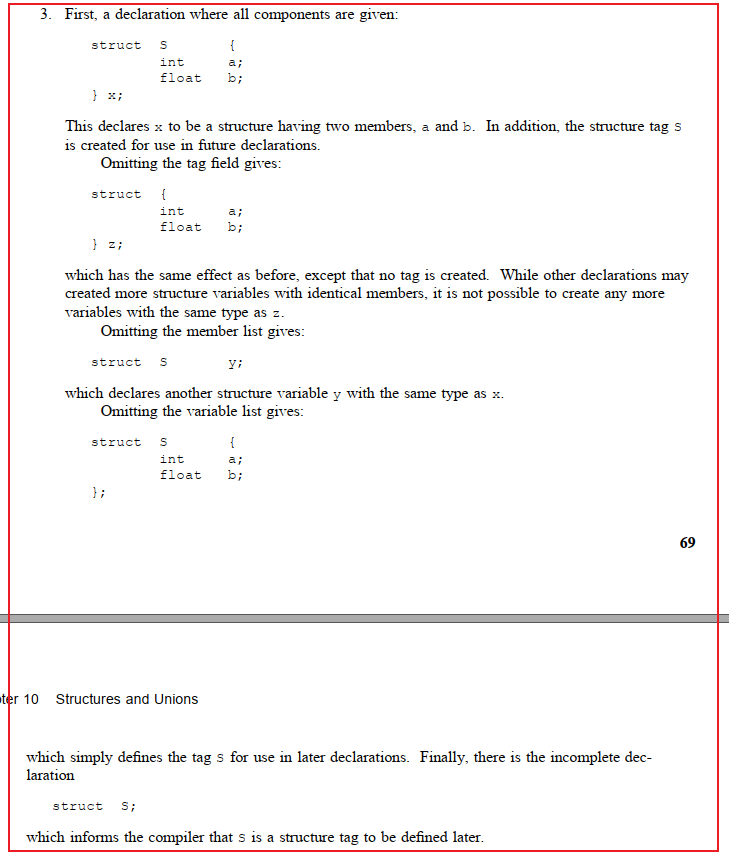 3. First, a declaration where all components are given:
struct S {
int a;
float b;
} x;
This declares x to be a structure having two members, a and b. In addition, the structure tag S
is created for use in future declarations.
Omitting the tag field gives:
struct {
int a;
float b;
} z;
which has the same effect as before, except that no tag is created. While other declarations may
created more structure variables with identical members, it is not possible to create any more
variables with the same type as z.
Omitting the member list gives:
struct S y;
which declares another structure variable y with the same type as x.
Omitting the variable list gives:
struct S {
int a;
float b;
};
69
ter 10 Structures and Unions
which simply defines the tag S for use in later declarations. Finally, there is the incomplete dec-
laration
struct S;
which informs the compiler that S is a structure tag to be defined later.